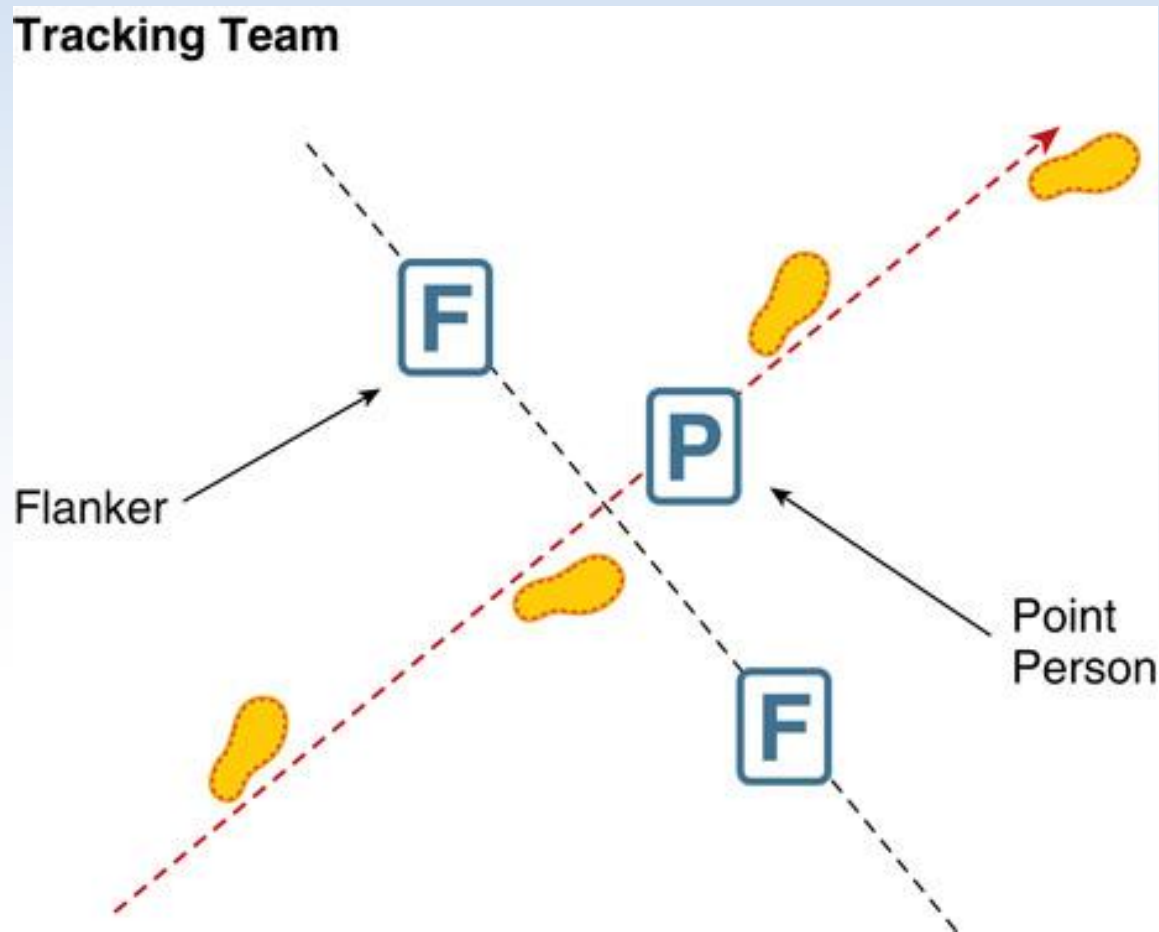 Tracking Team
F
P
Flanker
Point
Person
F